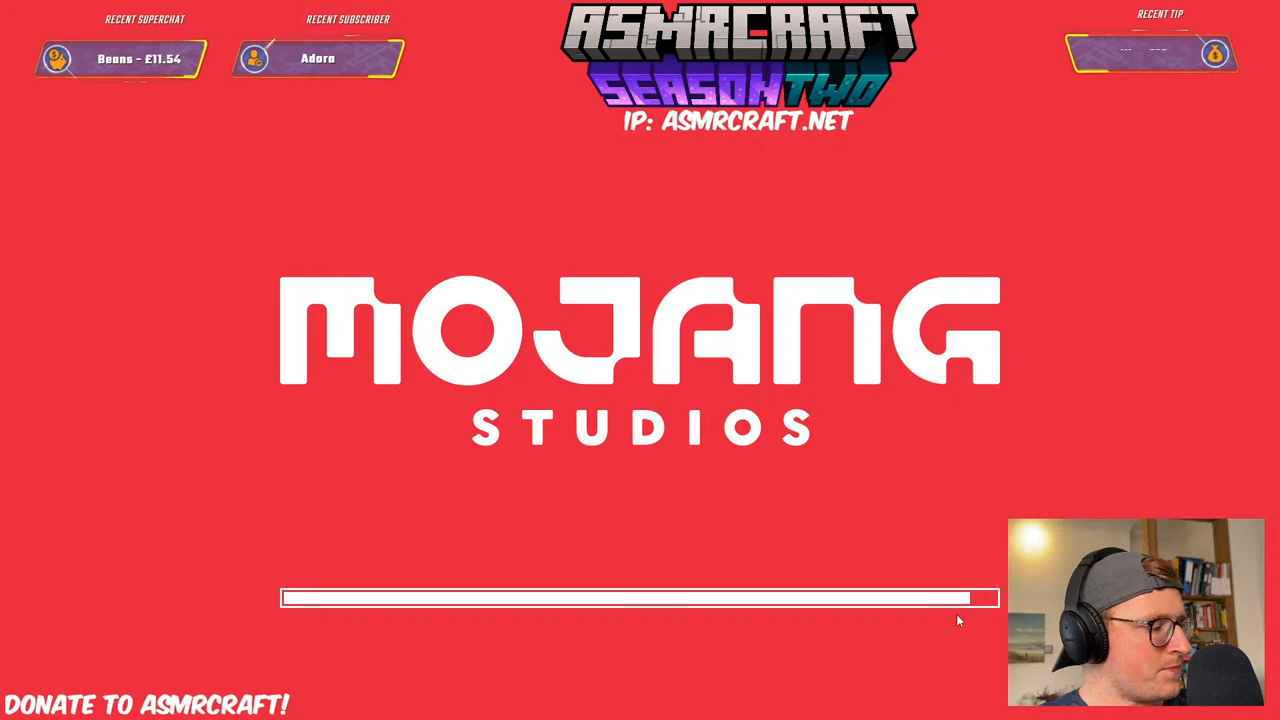 RECENT SUPERCHAT
Beans - £11.54
RECENT SUBSCRIBER
Adora
ASMRCRAFT
SEASON TWO
IP: ASMRCRAFT.NET
RECENT TIP
--- ---
MOJANG
STUDIOS
DONATE TO ASMRCRAFT!